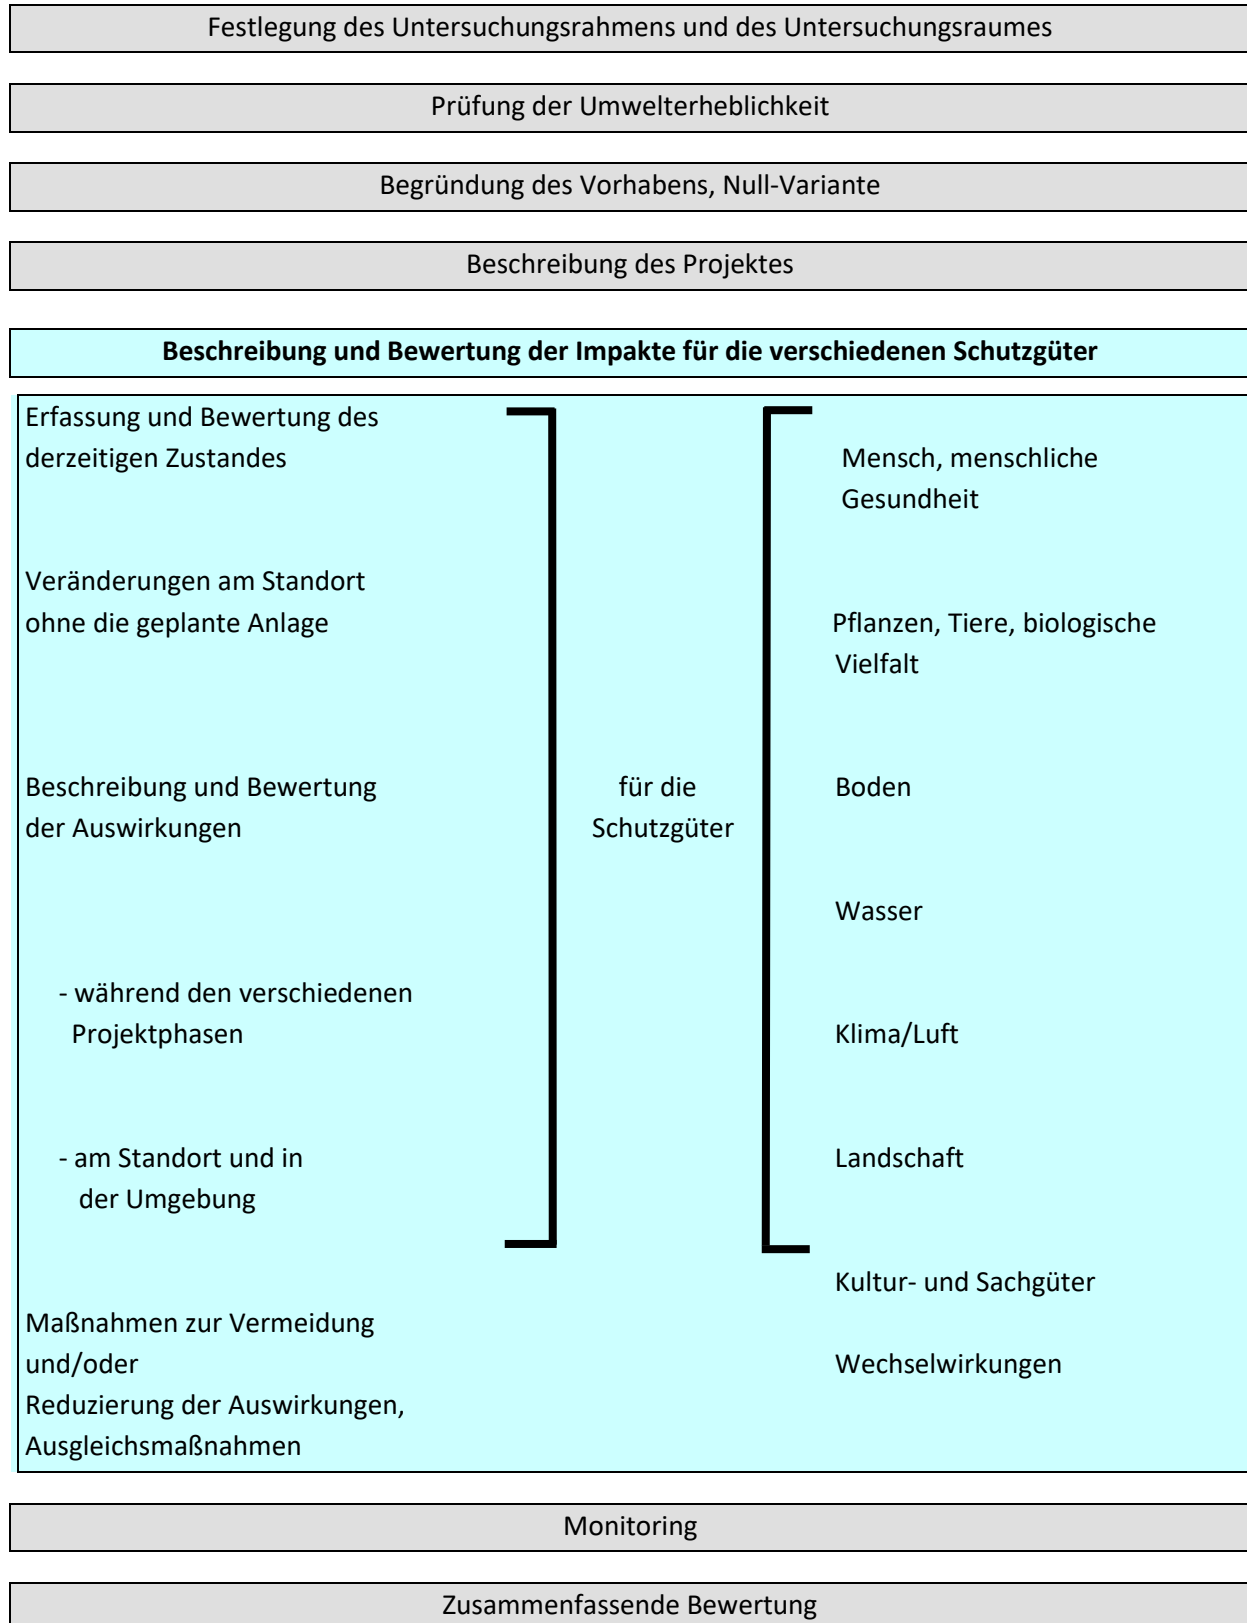 Festlegung des Untersuchungsrahmens und des Untersuchungsraumes
Prüfung der Umwelterheblichkeit
Begründung des Vorhabens, Null-Variante
Beschreibung des Projektes
Beschreibung und Bewertung der Impakte für die verschiedenen Schutzgüter
Erfassung und Bewertung des
derzeitigen Zustandes
Veränderungen am Standort
ohne die geplante Anlage
Beschreibung und Bewertung
der Auswirkungen
- während den verschiedenen
Projektphasen
- am Standort und in
der Umgebung
Maßnahmen zur Vermeidung
und/oder
Reduzierung der Auswirkungen,
Ausgleichsmaßnahmen
für die
Schutzgüter
Mensch, menschliche
Gesundheit
Pflanzen, Tiere, biologische
Vielfalt
Boden
Wasser
Klima/Luft
Landschaft
Kultur- und Sachgüter
Wechselwirkungen
Monitoring
Zusammenfassende Bewertung